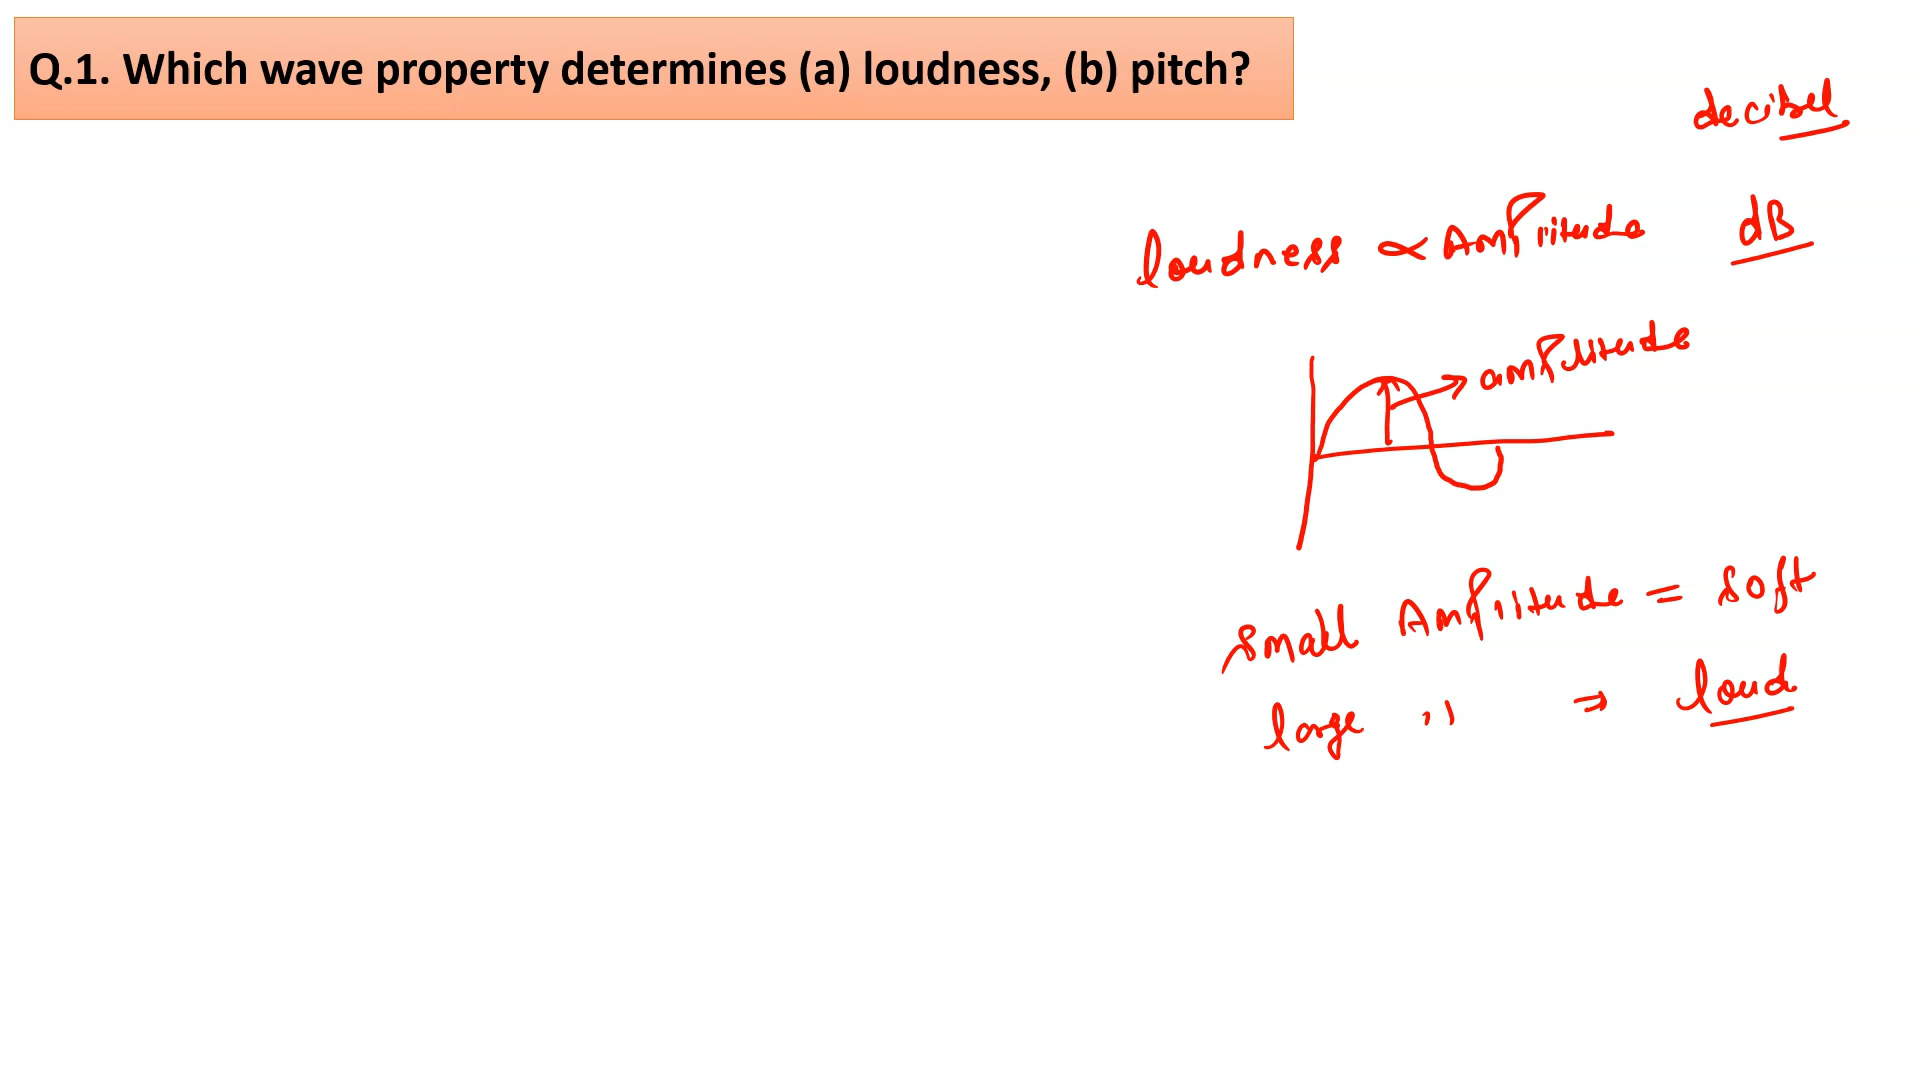 Q.1. Which wave property determines (a) loudness, (b) pitch?
decibel
loudness ∝ Amplitude dB
amplitude
Small Amplitude = soft
large " ⇒ loud